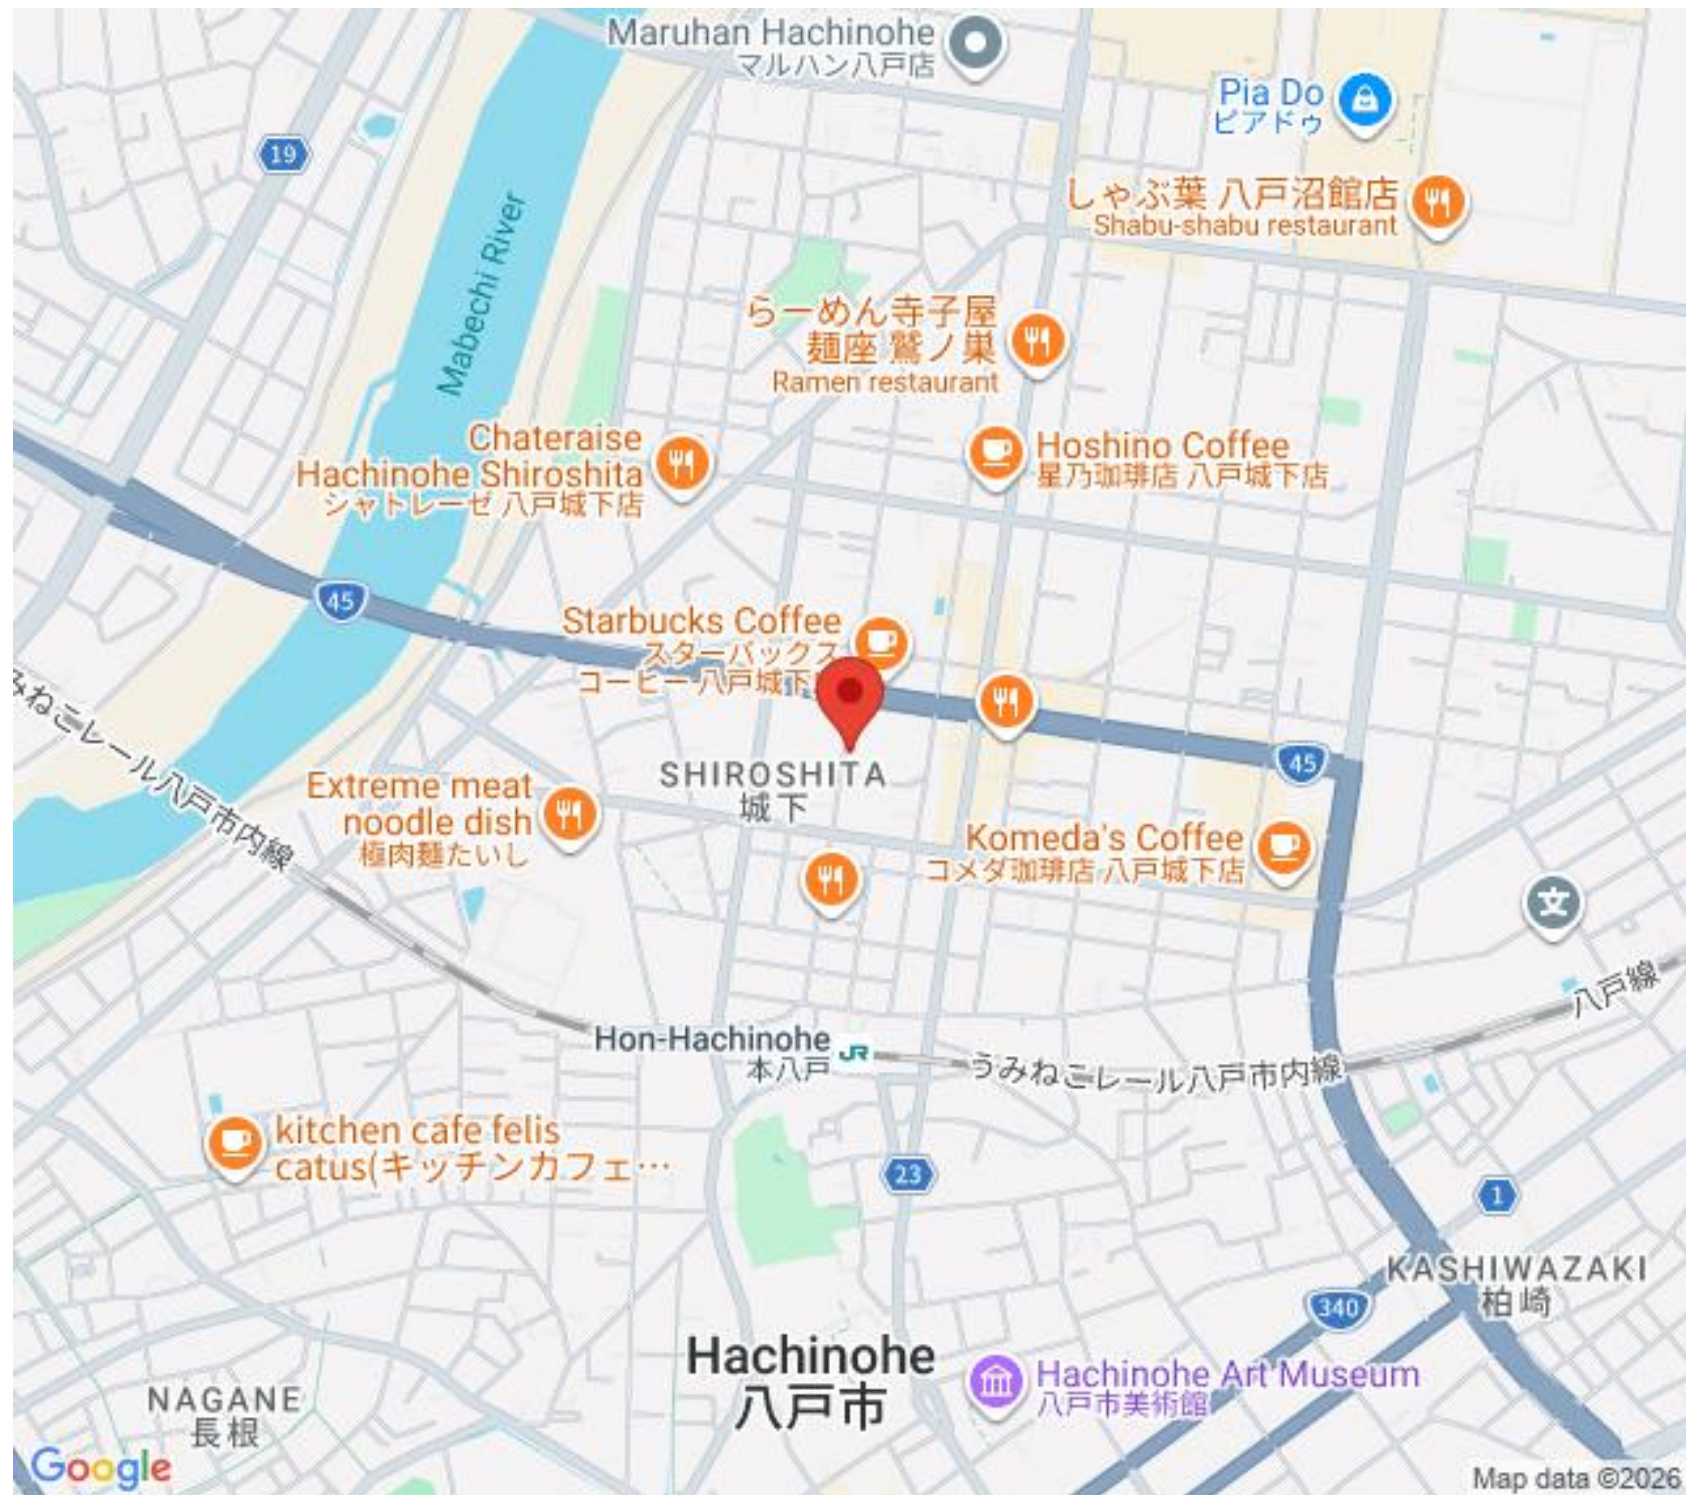 Maruhan Hachinohe
マルハン八戸店
Pia Do
ピアドゥ
19
しゃぶ葉 八戸沼館店
Shabu-shabu restaurant
Mabechi River
らーめん寺子屋
麺座 鷲ノ巣
Ramen restaurant
Chateraise
Hachinohe Shiroshita
シャトレーゼ 八戸城下店
Hoshino Coffee
星乃珈琲店 八戸城下店
45
Starbucks Coffee
スターバックス
コーヒー 八戸城下
45
SHIROSHITA
城下
みねこレール八戸市内線
Extreme meat
noodle dish
極肉麺たいし
Komeda's Coffee
コメダ珈琲店 八戸城下店
文
八戸線
Hon-Hachinohe
本八戸
JR
うみねこレール八戸市内線
kitchen cafe felis
catus(キッチンカフェ…
23
1
KASHIWAZAKI
柏崎
340
Hachinohe
八戸市
Hachinohe Art Museum
八戸市美術館
NAGANE
長根
Google
Map data ©2026